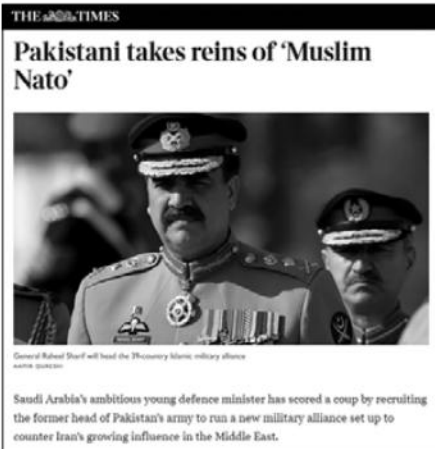 THE TIMES
Pakistani takes reins of ‘Muslim
Nato’
General Raheel Sharif will head the 39-country Islamic military alliance
AAMIR QURESHI
Saudi Arabia's ambitious young defence minister has scored a coup by recruiting
the former head of Pakistan's army to run a new military alliance set up to
counter Iran's growing influence in the Middle East.